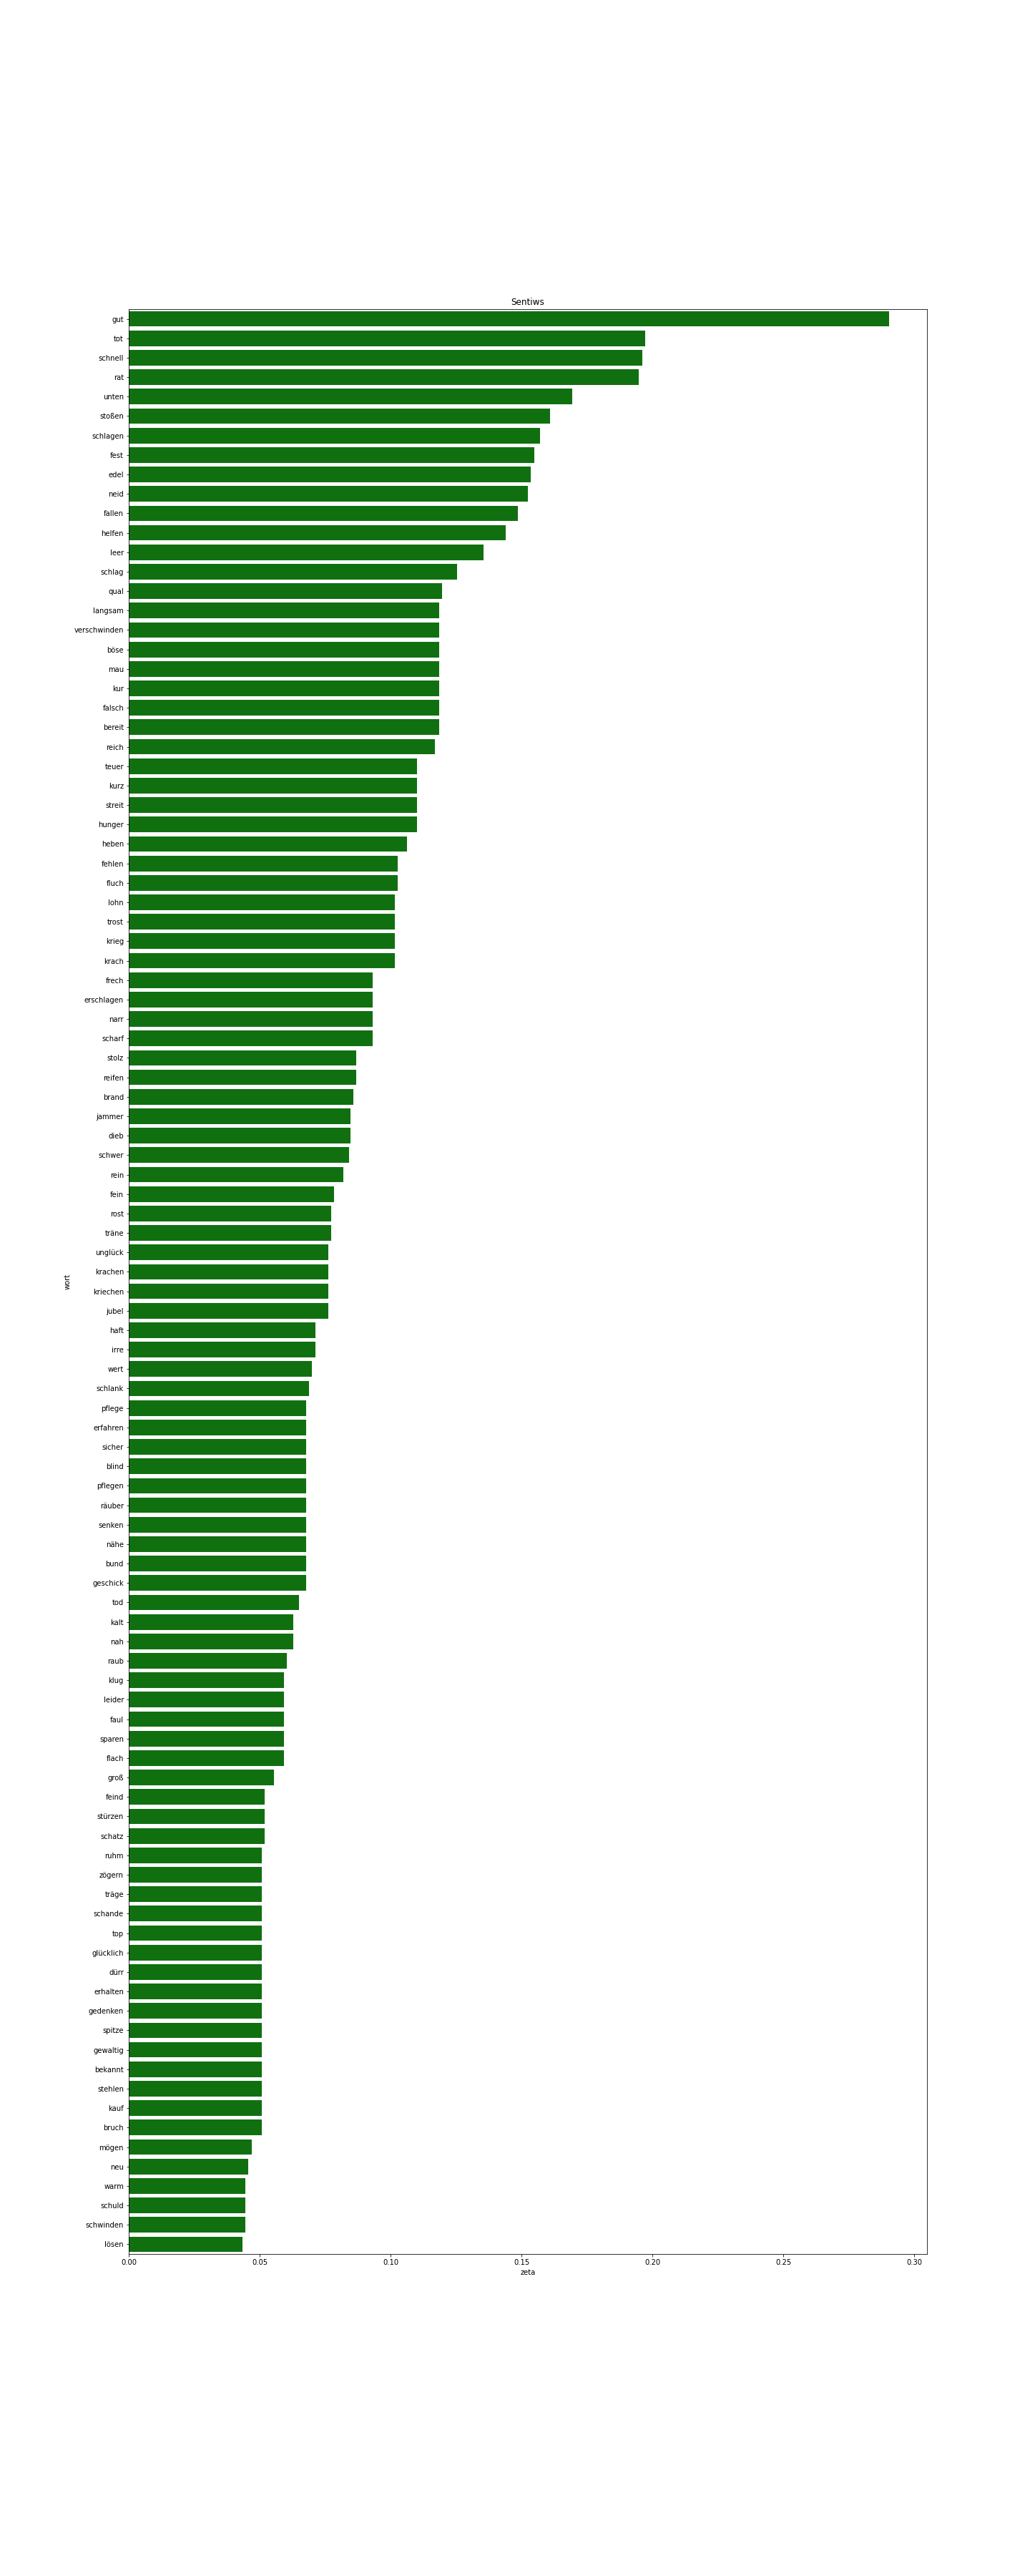 Sentiws
gut
tot
schnell
rat
unten
stoßen
schlagen
fest
edel
neid
fallen
helfen
leer
schlag
qual
langsam
verschwinden
böse
mau
kur
falsch
bereit
reich
teuer
kurz
streit
hunger
heben
fehlen
fluch
lohn
trost
krieg
krach
frech
erschlagen
narr
scharf
stolz
reifen
brand
jammer
dieb
schwer
rein
fein
rost
träne
unglück
krachen
kriechen
jubel
haft
irre
wert
schlank
pflege
erfahren
sicher
blind
pflegen
räuber
senken
nähe
bund
geschick
tod
kalt
nah
raub
klug
leider
faul
sparen
flach
groß
feind
stürzen
schatz
ruhm
zögern
träge
schande
top
glücklich
dürr
erhalten
gedenken
spitze
gewaltig
bekannt
stehlen
kauf
bruch
mögen
neu
warm
schuld
schwinden
lösen
wort
0.00 0.05 0.10 0.15 0.20 0.25 0.30
zeta